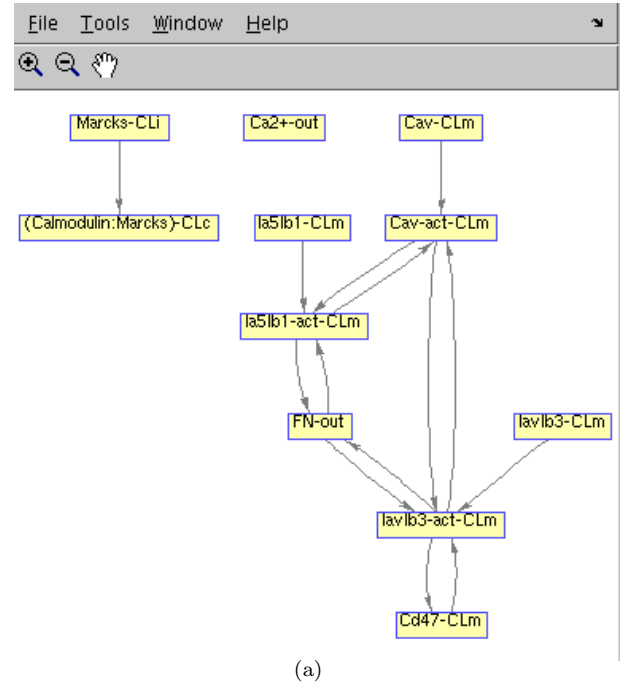 File Tools Window Help
Marcks-CLi Ca2+-out Cav-CLm
(Calmodulin:Marcks)-CLc Ia5Ib1-CLm Cav-act-CLm
Ia5Ib1-act-CLm
FN-out IavIb3-CLm
IavIb3-act-CLm
Cd47-CLm
(a)